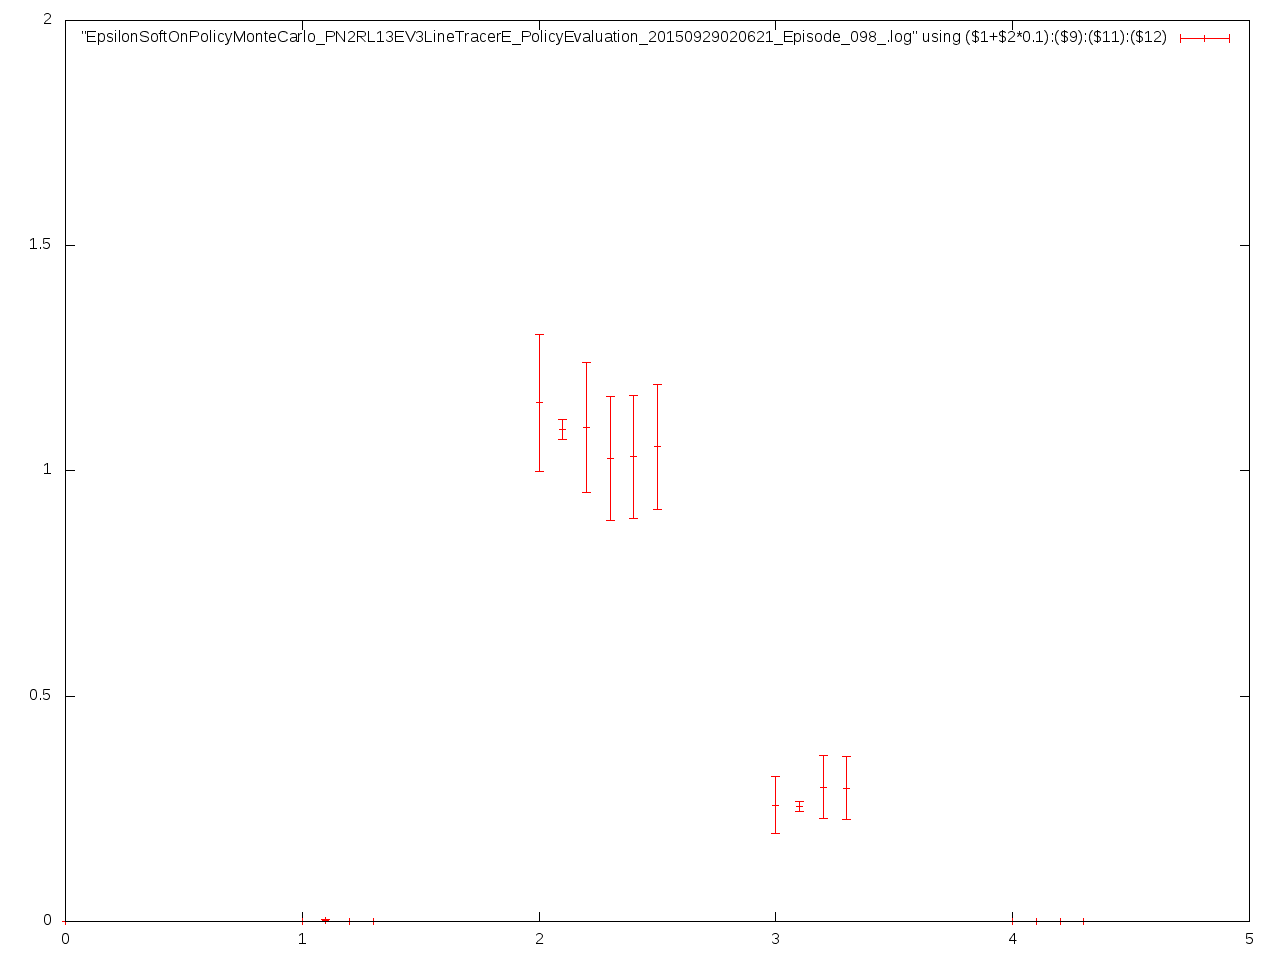 2
"EpsilonSoftOnPolicyMonteCarlo_PN2RL13EV3LineTracerE_PolicyEvaluation_20150929020621_Episode_098_.log" using ($1+$2*0.1):($9):($11):($12)
1.5
1
0.5
0
0 1 2 3 4 5